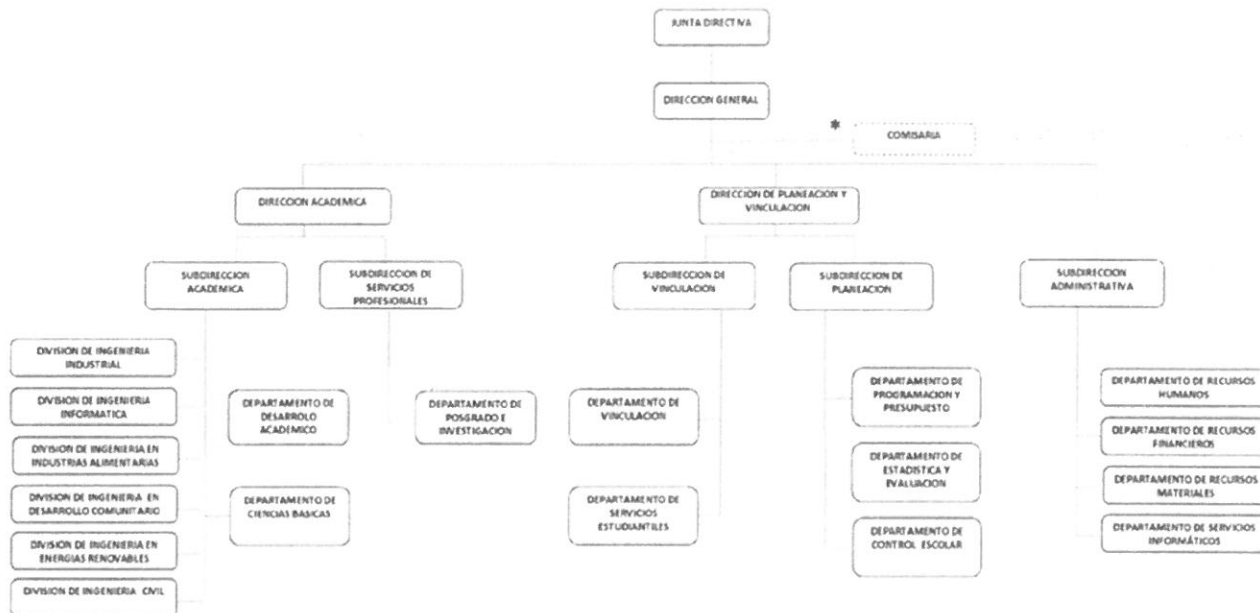 JUNTA DIRECTIVA
DIRECCION GENERAL
*
COMISARIA
DIRECCION ACADEMICA
DIRECCION DE PLANEACION Y
VINCULACION
SUBDIRECCION
ACADEMICA
SUBDIRECCION DE
SERVICIOS
PROFESIONALES
SUBDIRECCION DE
VINCULACION
SUBDIRECCION DE
PLANEACION
SUBDIRECCION
ADMINISTRATIVA
DIVISION DE INGENIERIA
INDUSTRIAL
DIVISION DE INGENIERIA
INFORMATICA
DIVISION DE INGENIERIA EN
INDUSTRIAS ALIMENTARIAS
DIVISION DE INGENIERIA EN
DESARROLLO COMUNITARIO
DIVISION DE INGENIERIA EN
ENERGIAS RENOVABLES
DIVISION DE INGENIERIA CIVIL
DEPARTAMENTO DE
DESARROLO
ACADEMICO
DEPARTAMENTO DE
CIENCIAS BASICAS
DEPARTAMENTO DE
POSGRADO E
INVESTIGACION
DEPARTAMENTO DE
VINCULACION
DEPARTAMENTO DE
SERVICIOS
ESTUDIANTILES
DEPARTAMENTO DE
PROGRAMACION Y
PRESUPUESTO
DEPARTAMENTO DE
ESTADISTICA Y
EVALUACION
DEPARTAMENTO DE
CONTROL ESCOLAR
DEPARTAMENTO DE RECURSOS
HUMANOS
DEPARTAMENTO DE RECURSOS
FINANCIEROS
DEPARTAMENTO DE RECURSOS
MATERIALES
DEPARTAMENTO DE SERVICIOS
INFORMÁTICOS